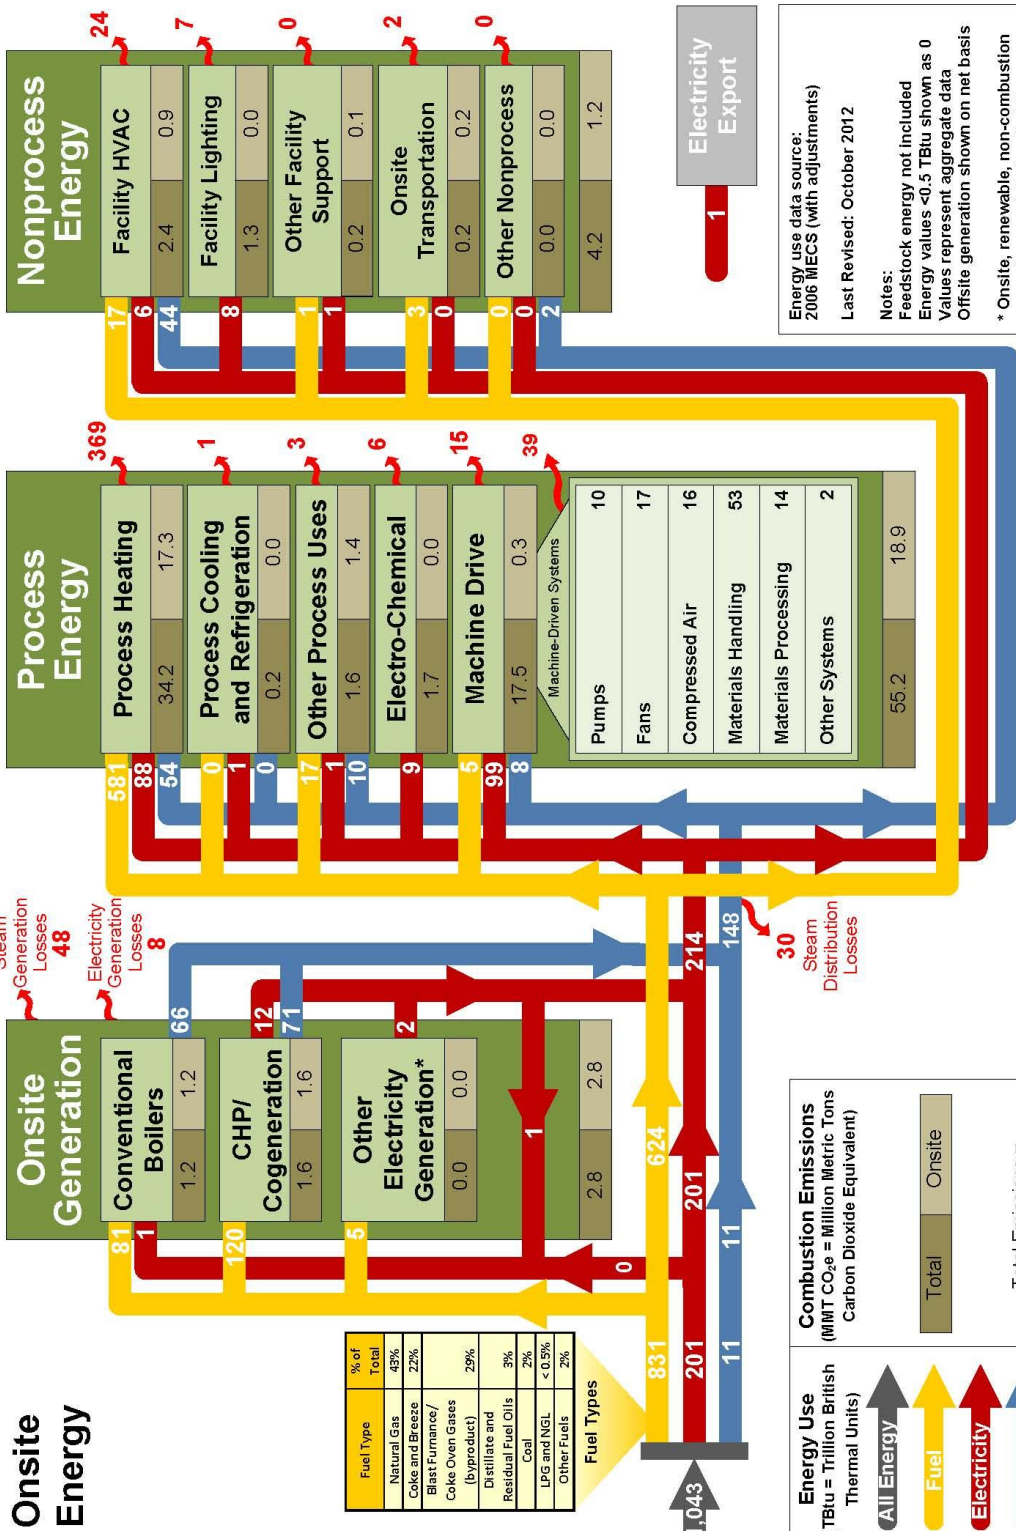 Onsite
Energy
Fuel Type
% of
Total
Natural Gas
43%
Coke and Breeze
22%
Blast Furnance/
Coke Oven Gases
(byproduct)
29%
Distillate and
Residual Fuel Oils
3%
Coal
2%
LPG and NGL
< 0.5%
Other Fuels
2%
Fuel Types
,043
831
201
11
624
201
11
0
1
214
148
Onsite
Generation
Steam
Generation
Losses
48
Electricity
Generation
Losses
8
81
1
Conventional
Boilers
1.2
1.2
66
120
CHP/
Cogeneration
1.6
1.6
12
71
5
Other
Electricity
Generation*
0.0
0.0
2
2.8
2.8
30
Steam
Distribution
Losses
Process
Energy
581
88
54
Process Heating
34.2
17.3
369
0
1
0
Process Cooling
and Refrigeration
0.2
0.0
1
17
1
10
Other Process Uses
1.6
1.4
3
9
Electro-Chemical
1.7
0.0
6
5
99
8
Machine Drive
17.5
0.3
15
Machine-Driven Systems
39
Pumps
10
Fans
17
Compressed Air
16
Materials Handling
53
Materials Processing
14
Other Systems
2
55.2
18.9
Nonprocess
Energy
17
6
44
Facility HVAC
2.4
0.9
24
8
Facility Lighting
1.3
0.0
7
1
1
Other Facility
Support
0.2
0.1
0
3
0
Onsite
Transportation
0.2
0.2
2
0
0
2
Other Nonprocess
0.0
0.0
0
4.2
1.2
1
Electricity
Export
Energy Use
TBtu = Trillion British
Thermal Units)
All Energy
Fuel
Electricity
Combustion Emissions
(MMT CO₂e = Million Metric Tons
Carbon Dioxide Equivalent)
Total
Onsite
Energy use data source:
2006 MECS (with adjustments)
Last Revised: October 2012
Notes:
Feedstock energy not included
Energy values <0.5 TBtu shown as 0
Values represent aggregate data
Offsite generation shown on net basis
* Onsite, renewable, non-combustion